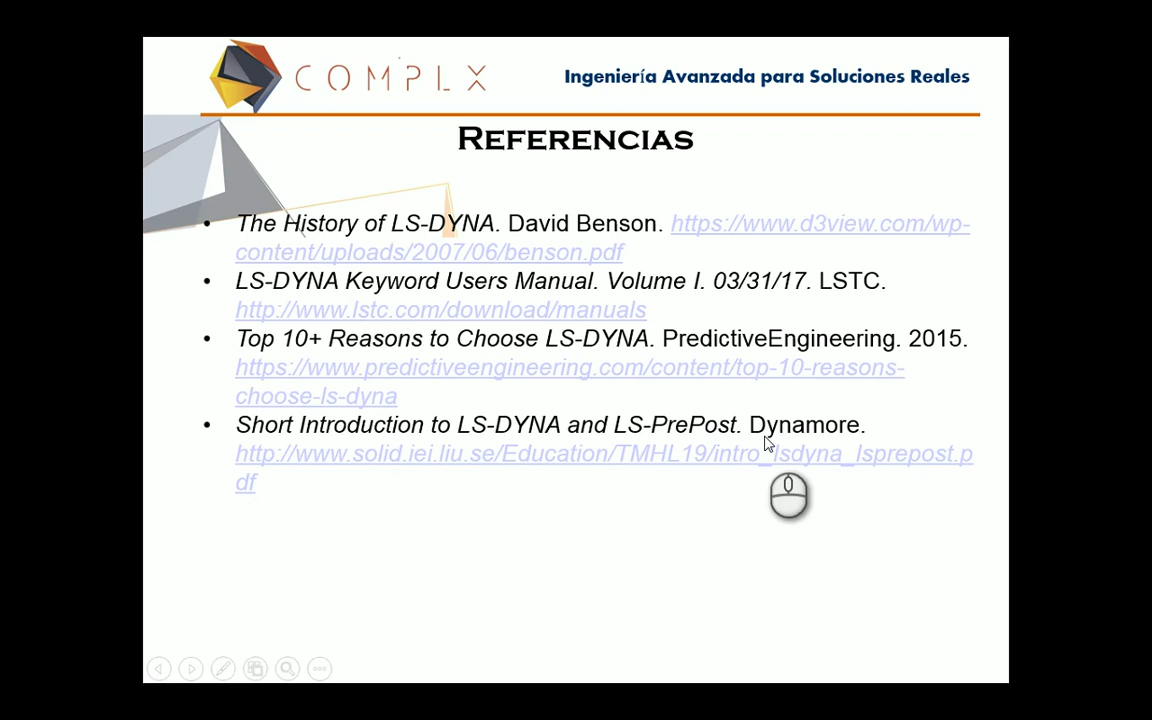 COMPLX
Ingeniería Avanzada para Soluciones Reales
REFERENCIAS
• The History of LS-DYNA. David Benson. https://www.d3view.com/wp-
content/uploads/2007/06/benson.pdf
• LS-DYNA Keyword Users Manual. Volume I. 03/31/17. LSTC.
http://www.lstc.com/download/manuals
• Top 10+ Reasons to Choose LS-DYNA. PredictiveEngineering. 2015.
https://www.predictiveengineering.com/content/top-10-reasons-
choose-ls-dyna
• Short Introduction to LS-DYNA and LS-PrePost. Dynamore.
http://www.solid.iei.liu.se/Education/TMHL19/intro_lsdyna_lsprepost.p
df